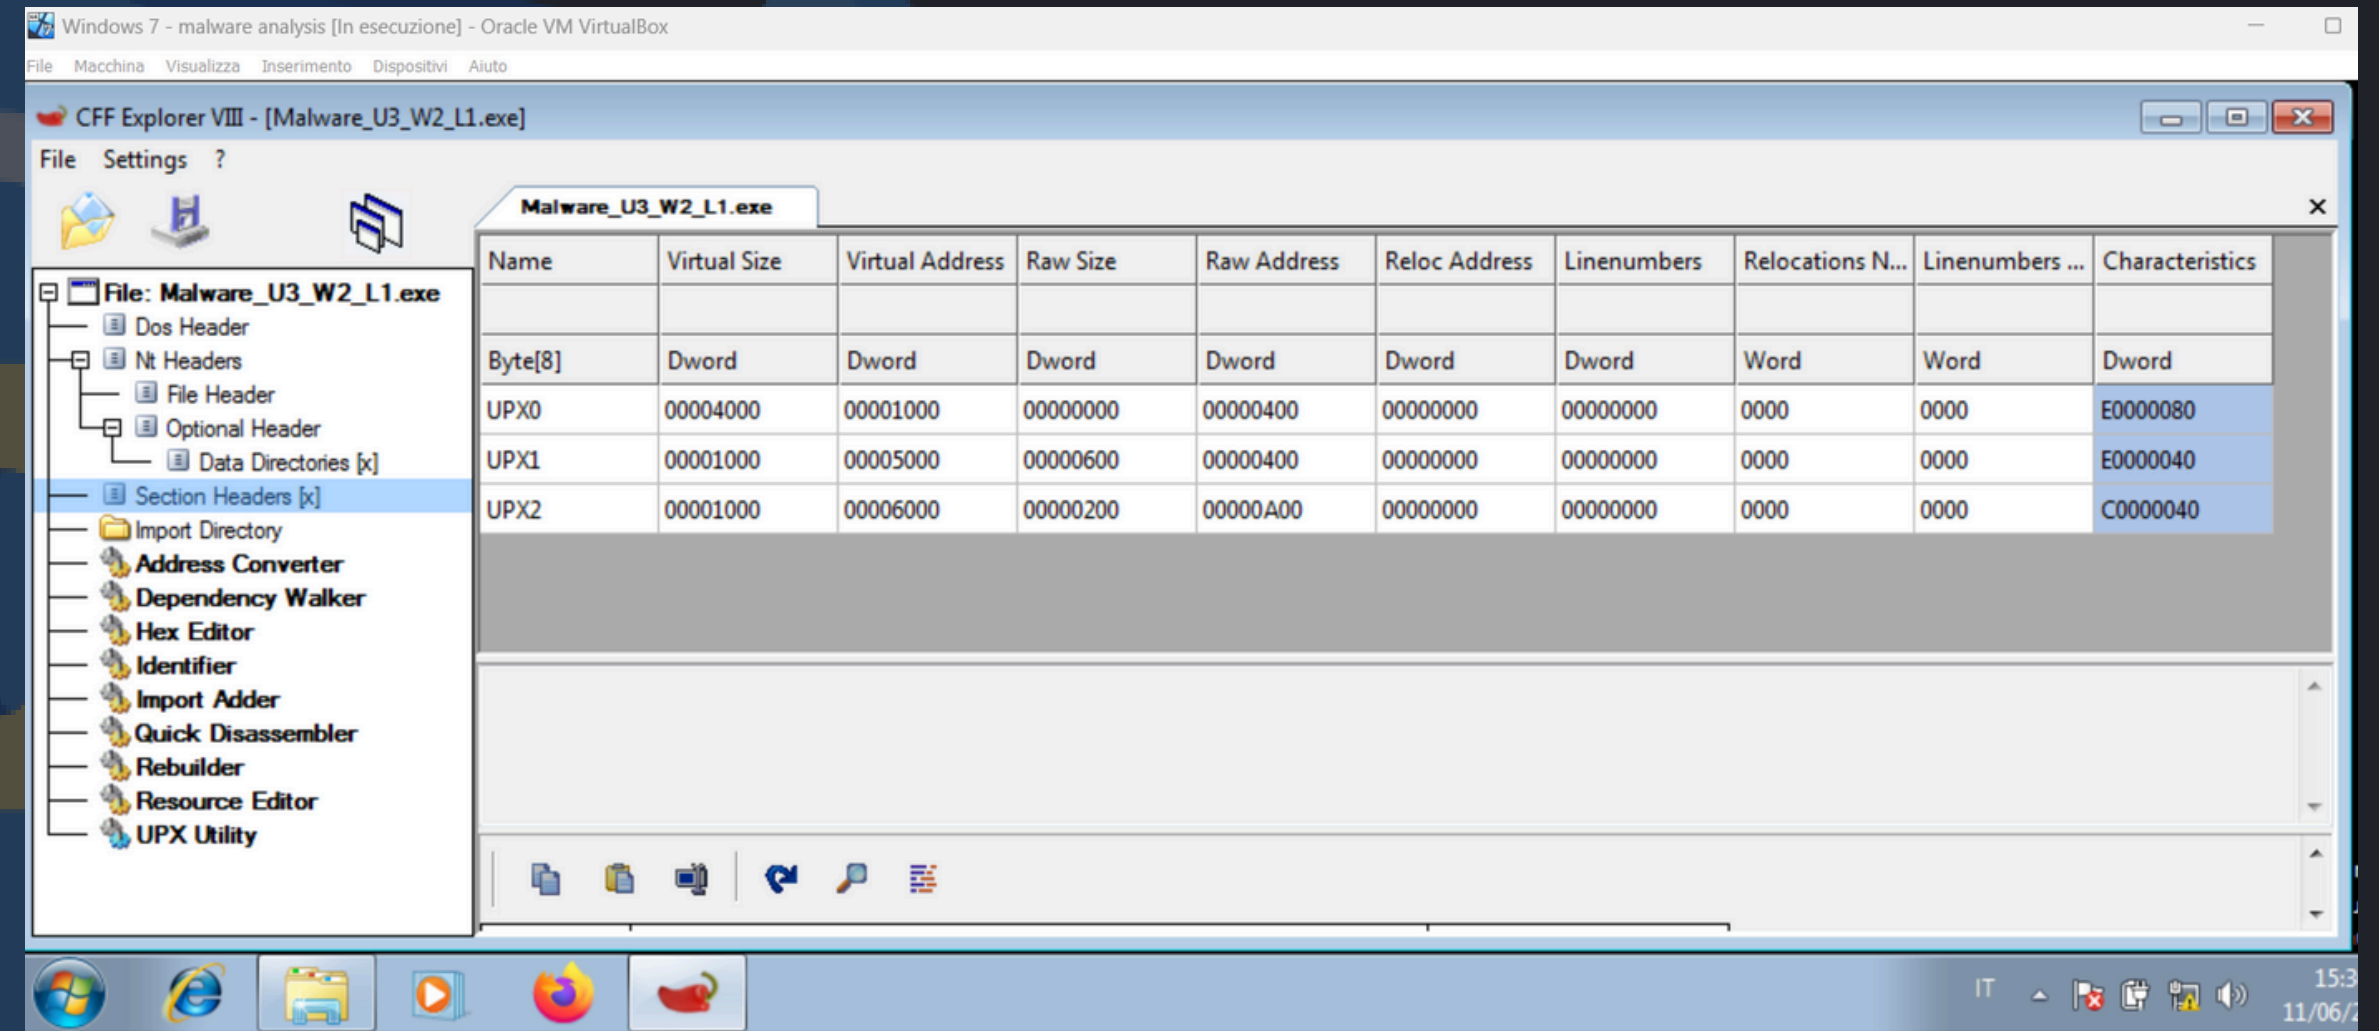 Windows 7 - malware analysis [In esecuzione] - Oracle VM VirtualBox
File Macchina Visualizza Inserimento Dispositivi Aiuto
CFF Explorer VIII - [Malware_U3_W2_L1.exe]
File Settings ?
Malware_U3_W2_L1.exe
File: Malware_U3_W2_L1.exe
Dos Header
Nt Headers
File Header
Optional Header
Data Directories [x]
Section Headers [x]
Import Directory
Address Converter
Dependency Walker
Hex Editor
Identifier
Import Adder
Quick Disassembler
Rebuilder
Resource Editor
UPX Utility
Name Virtual Size Virtual Address Raw Size Raw Address Reloc Address Linenumbers Relocations N... Linenumbers ... Characteristics
Byte[8] Dword Dword Dword Dword Dword Dword Word Word Dword
UPX0 00004000 00001000 00000000 00000400 00000000 00000000 0000 0000 E0000080
UPX1 00001000 00005000 00000600 00000400 00000000 00000000 0000 0000 E0000040
UPX2 00001000 00006000 00000200 00000A00 00000000 00000000 0000 0000 C0000040
IT
15:3
11/06/